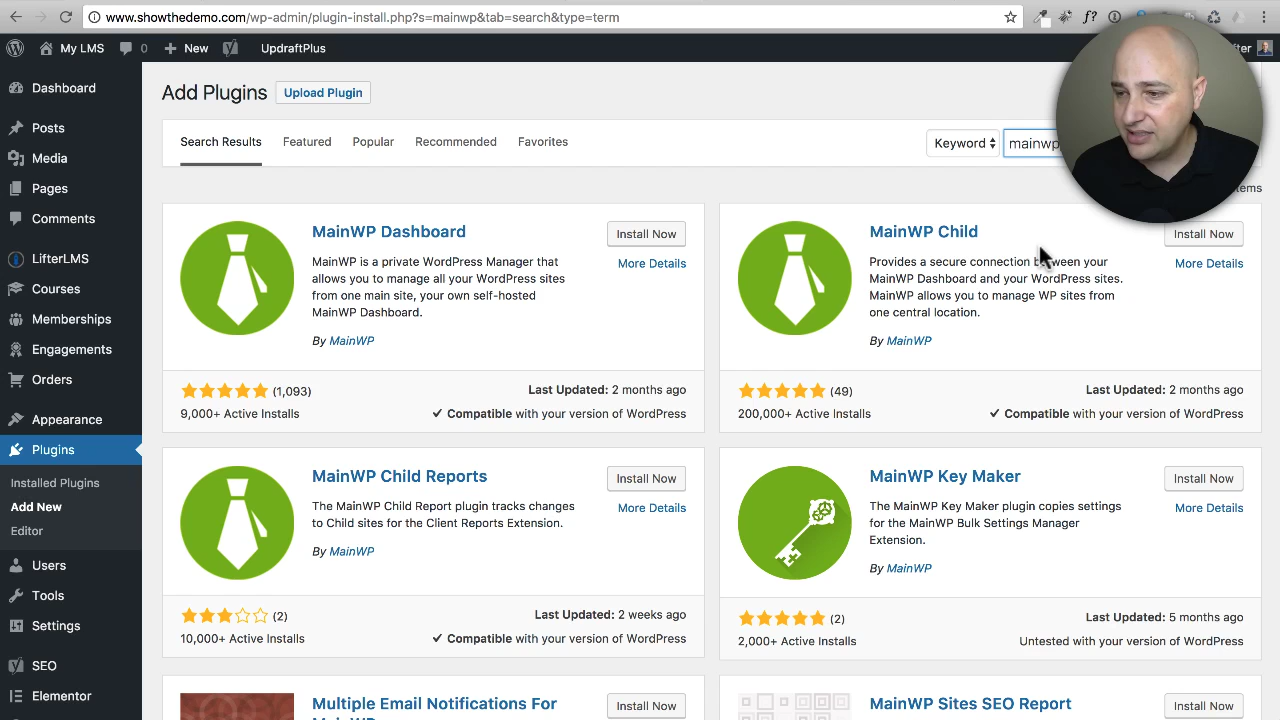 www.showthedemo.com/wp-admin/plugin-install.php?s=mainwp&tab=search&type=term
f?
My LMS
0
New
UpdraftPlus
Dashboard
Posts
Media
Pages
Comments
LifterLMS
Courses
Memberships
Engagements
Orders
Appearance
Plugins
Installed Plugins
Add New
Editor
Users
Tools
Settings
SEO
Elementor
Add Plugins
Upload Plugin
Search Results
Featured
Popular
Recommended
Favorites
Keyword
mainwp
MainWP Dashboard
Install Now
More Details
MainWP is a private WordPress Manager that
allows you to manage all your WordPress sites
from one main site, your own self-hosted
MainWP Dashboard.
By MainWP
(1,093)
9,000+ Active Installs
Last Updated: 2 months ago
Compatible with your version of WordPress
MainWP Child
Install Now
More Details
Provides a secure connection between your
MainWP Dashboard and your WordPress sites.
MainWP allows you to manage WP sites from
one central location.
By MainWP
(49)
200,000+ Active Installs
Last Updated: 2 months ago
Compatible with your version of WordPress
MainWP Child Reports
Install Now
More Details
The MainWP Child Report plugin tracks changes
to Child sites for the Client Reports Extension.
By MainWP
(2)
10,000+ Active Installs
Last Updated: 2 weeks ago
Compatible with your version of WordPress
MainWP Key Maker
Install Now
More Details
The MainWP Key Maker plugin copies settings
for the MainWP Bulk Settings Manager
Extension.
By MainWP
(2)
2,000+ Active Installs
Last Updated: 5 months ago
Untested with your version of WordPress
Multiple Email Notifications For
Install Now
MainWP Sites SEO Report
Install Now